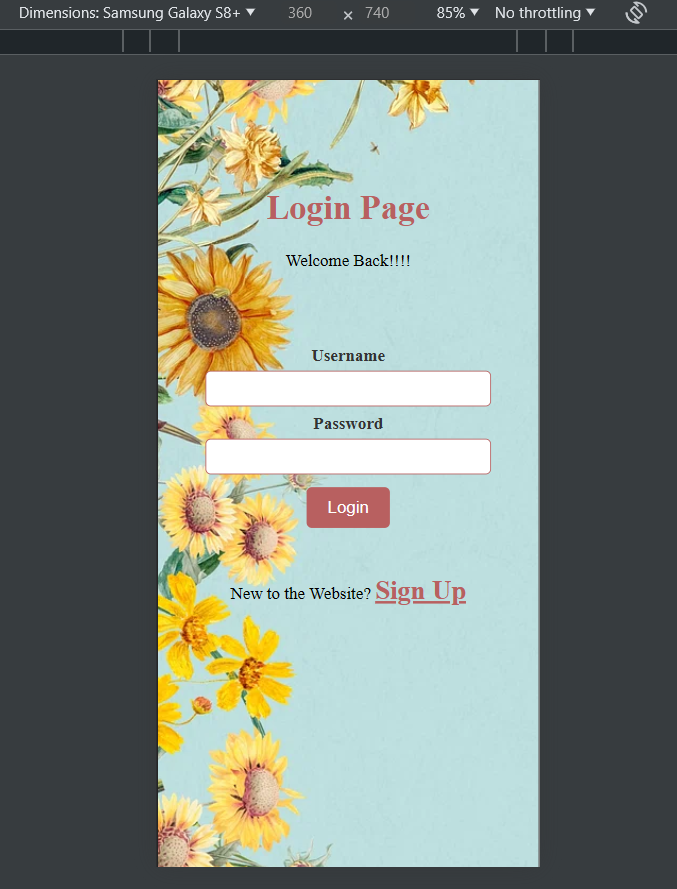 Dimensions: Samsung Galaxy S8+ ▼ 360 × 740 85% ▼ No throttling ▼
Login Page
Welcome Back!!!!
Username
Password
Login
New to the Website? Sign Up